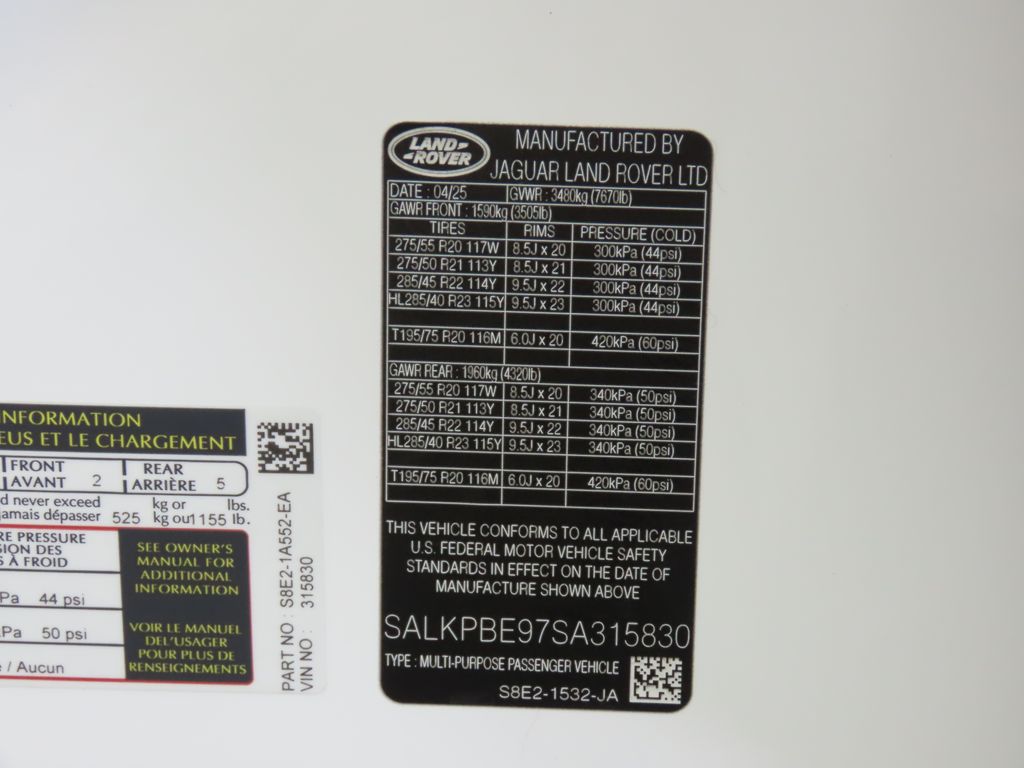 LAND ROVER
MANUFACTURED BY
JAGUAR LAND ROVER LTD
DATE : 04/25 GVWR : 3480kg (7670lb)
GAWR FRONT : 1590kg (3505lb)
TIRES RIMS PRESSURE (COLD)
275/55 R20 117W 8.5J x 20 300kPa (44psi)
275/50 R21 113Y 8.5J x 21 300kPa (44psi)
285/45 R22 114Y 9.5J x 22 300kPa (44psi)
HL285/40 R23 115Y 9.5J x 23 300kPa (44psi)
T195/75 R20 116M 6.0J x 20 420kPa (60psi)
GAWR REAR : 1960kg (4320lb)
275/55 R20 117W 8.5J x 20 340kPa (50psi)
275/50 R21 113Y 8.5J x 21 340kPa (50psi)
285/45 R22 114Y 9.5J x 22 340kPa (50psi)
HL285/40 R23 115Y 9.5J x 23 340kPa (50psi)
T195/75 R20 116M 6.0J x 20 420kPa (60psi)
THIS VEHICLE CONFORMS TO ALL APPLICABLE
U.S. FEDERAL MOTOR VEHICLE SAFETY
STANDARDS IN EFFECT ON THE DATE OF
MANUFACTURE SHOWN ABOVE
SALKPBE97SA315830
TYPE : MULTI-PURPOSE PASSENGER VEHICLE
S8E2-1532-JA
INFORMATION
EUS ET LE CHARGEMENT
FRONT
AVANT 2
REAR
ARRIÈRE 5
d never exceed kg or lbs.
jamais dépasser 525 kg ou 1155 lb.
RE PRESSURE
SION DES
S À FROID
Pa 44 psi
kPa 50 psi
e / Aucun
SEE OWNER'S
MANUAL FOR
ADDITIONAL
INFORMATION
VOIR LE MANUEL
DEL'USAGER
POUR PLUS DE
RENSEIGNEMENTS
PART NO : S8E2-1A552-EA
VIN NO : 315830